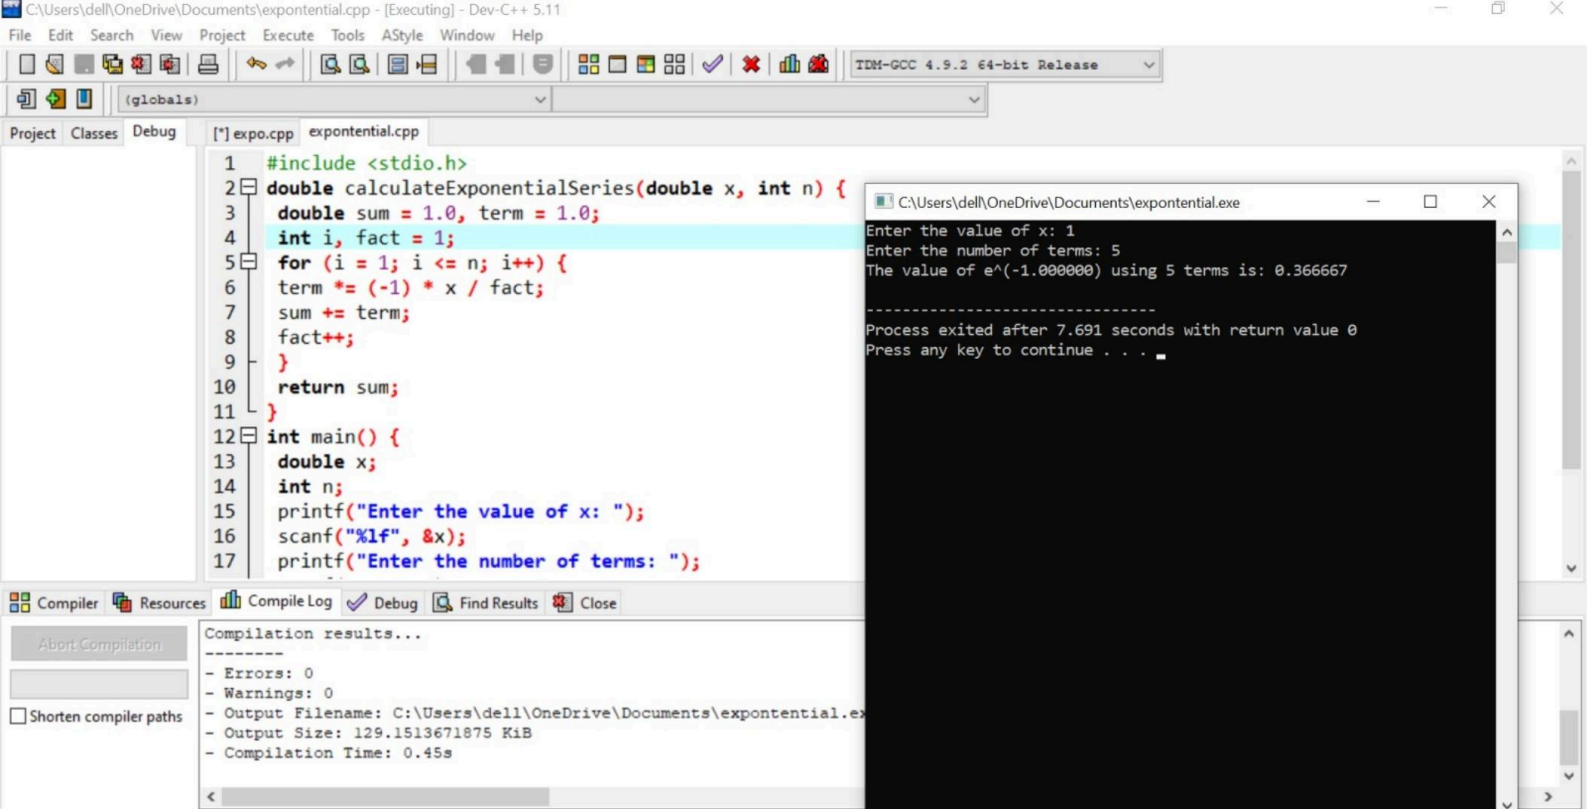 C:\Users\dell\OneDrive\Documents\expontential.cpp - [Executing] - Dev-C++ 5.11
File Edit Search View Project Execute Tools AStyle Window Help
TDM-GCC 4.9.2 64-bit Release
(globals)
Project Classes Debug
[*] expo.cpp expontential.cpp
1 #include <stdio.h>
2 double calculateExponentialSeries(double x, int n) {
3 double sum = 1.0, term = 1.0;
4 int i, fact = 1;
5 for (i = 1; i <= n; i++) {
6 term *= (-1) * x / fact;
7 sum += term;
8 fact++;
9 }
10 return sum;
11 }
12 int main() {
13 double x;
14 int n;
15 printf("Enter the value of x: ");
16 scanf("%lf", &x);
17 printf("Enter the number of terms: ");
C:\Users\dell\OneDrive\Documents\expontential.exe
Enter the value of x: 1
Enter the number of terms: 5
The value of e^(-1.000000) using 5 terms is: 0.366667
--------------------------------
Process exited after 7.691 seconds with return value 0
Press any key to continue . . .
Compiler Resources Compile Log Debug Find Results Close
Abort Compilation
Shorten compiler paths
Compilation results...
--------
- Errors: 0
- Warnings: 0
- Output Filename: C:\Users\dell\OneDrive\Documents\expontential.ex
- Output Size: 129.1513671875 KiB
- Compilation Time: 0.45s